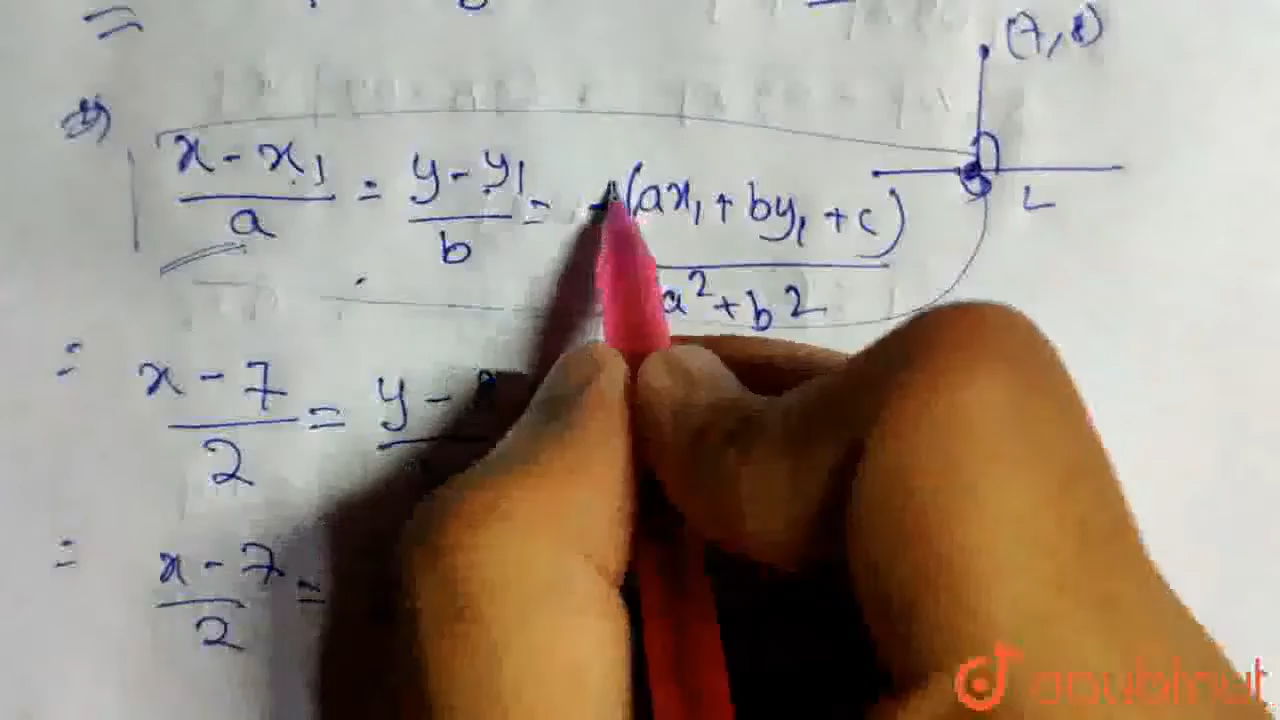 (7, 8)
x - x₁ / a = y - y₁ / b = -(ax₁ + by₁ + c) / a² + b²
L
= x - 7 / 2 = y -
= x - 7 / 2 =
doubtnut